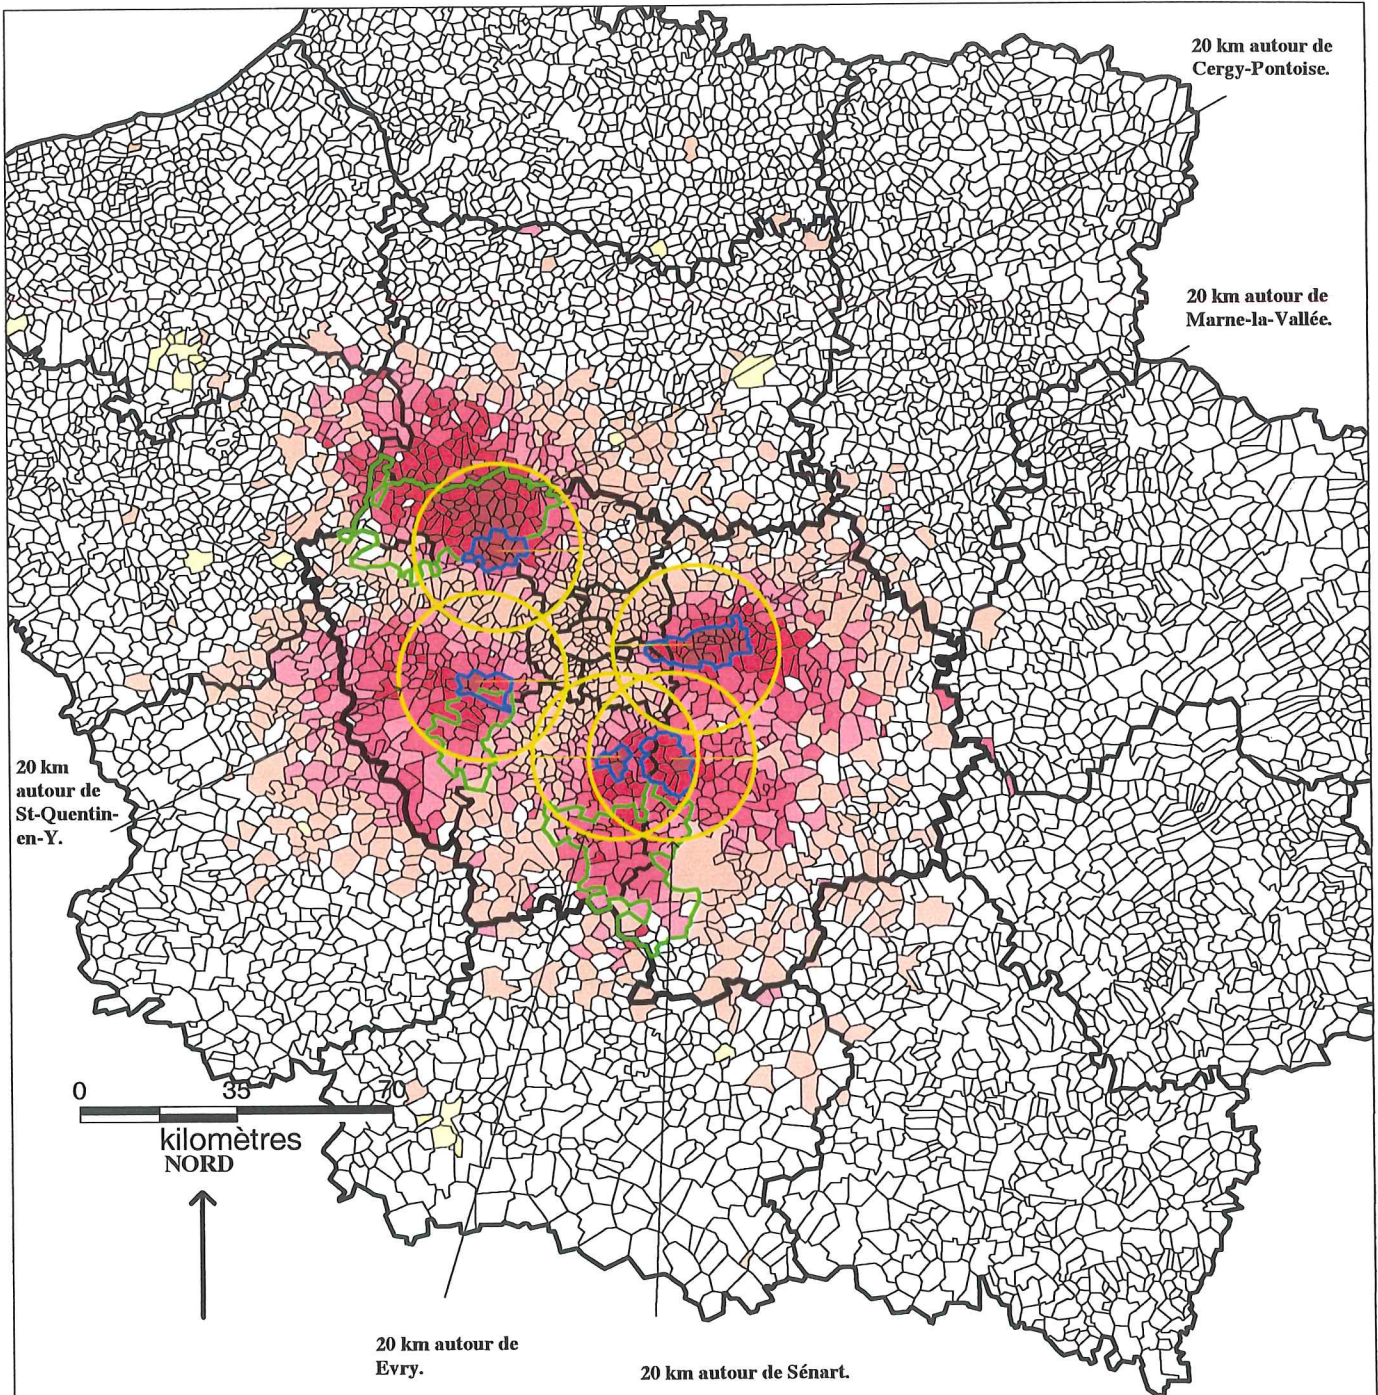 20 km autour de
Cergy-Pontoise.
20 km autour de
Marne-la-Vallée.
20 km
autour de
St-Quentin-
en-Y.
0 35 70
kilomètres
NORD
20 km autour de
Evry.
20 km autour de Sénart.